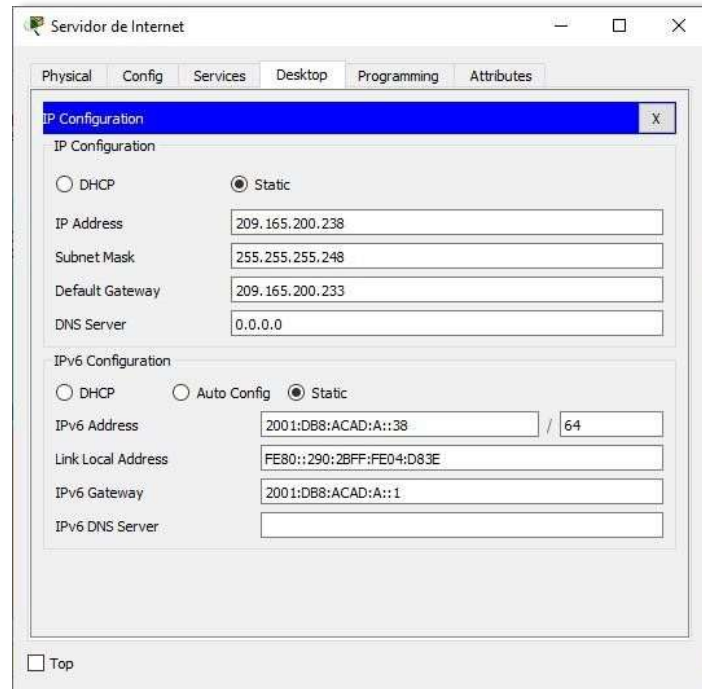 Servidor de Internet
Physical Config Services Desktop Programming Attributes
IP Configuration X
IP Configuration
DHCP Static
IP Address 209.165.200.238
Subnet Mask 255.255.255.248
Default Gateway 209.165.200.233
DNS Server 0.0.0.0
IPv6 Configuration
DHCP Auto Config Static
IPv6 Address 2001:DB8:ACAD:A::38 / 64
Link Local Address FE80::290:2BFF:FE04:D83E
IPv6 Gateway 2001:DB8:ACAD:A::1
IPv6 DNS Server
Top